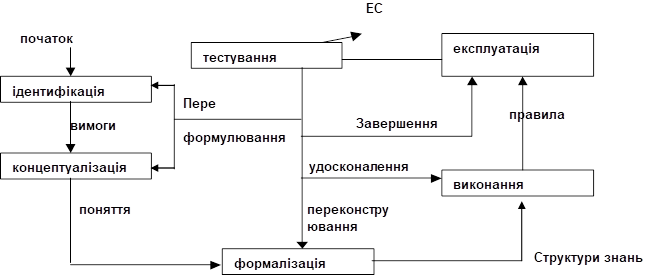 ЕС
початок
тестування
експлуатація
ідентифікація
Пере
формулювання
вимоги
Завершення
правила
концептуалізація
удосконалення
виконання
поняття
переконстру
ювання
формалізація
Структури знань